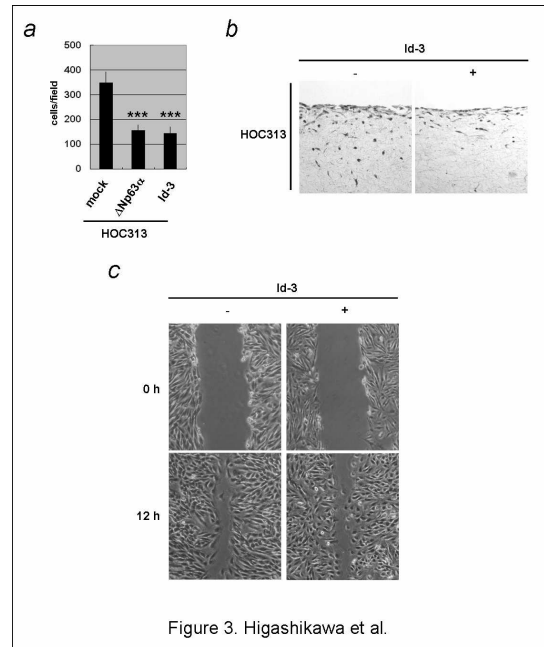 a
500
400
300
200
100
0
cells/field
*** ***
mock
ΔNp63α
Id-3
HOC313
b
Id-3
- +
HOC313
c
Id-3
- +
0 h
12 h
Figure 3. Higashikawa et al.